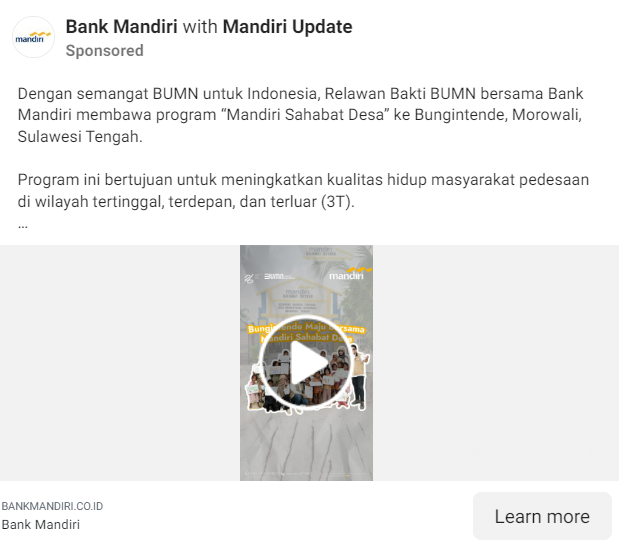 mandiri
Bank Mandiri with Mandiri Update
Sponsored
Dengan semangat BUMN untuk Indonesia, Relawan Bakti BUMN bersama Bank
Mandiri membawa program “Mandiri Sahabat Desa” ke Bungintende, Morowali,
Sulawesi Tengah.
Program ini bertujuan untuk meningkatkan kualitas hidup masyarakat pedesaan
di wilayah tertinggal, terdepan, dan terluar (3T).
...
BUMN
mandiri
Bungintende Maju Bersama
Mandiri Sahabat Desa
BANKMANDIRI.CO.ID
Bank Mandiri
Learn more